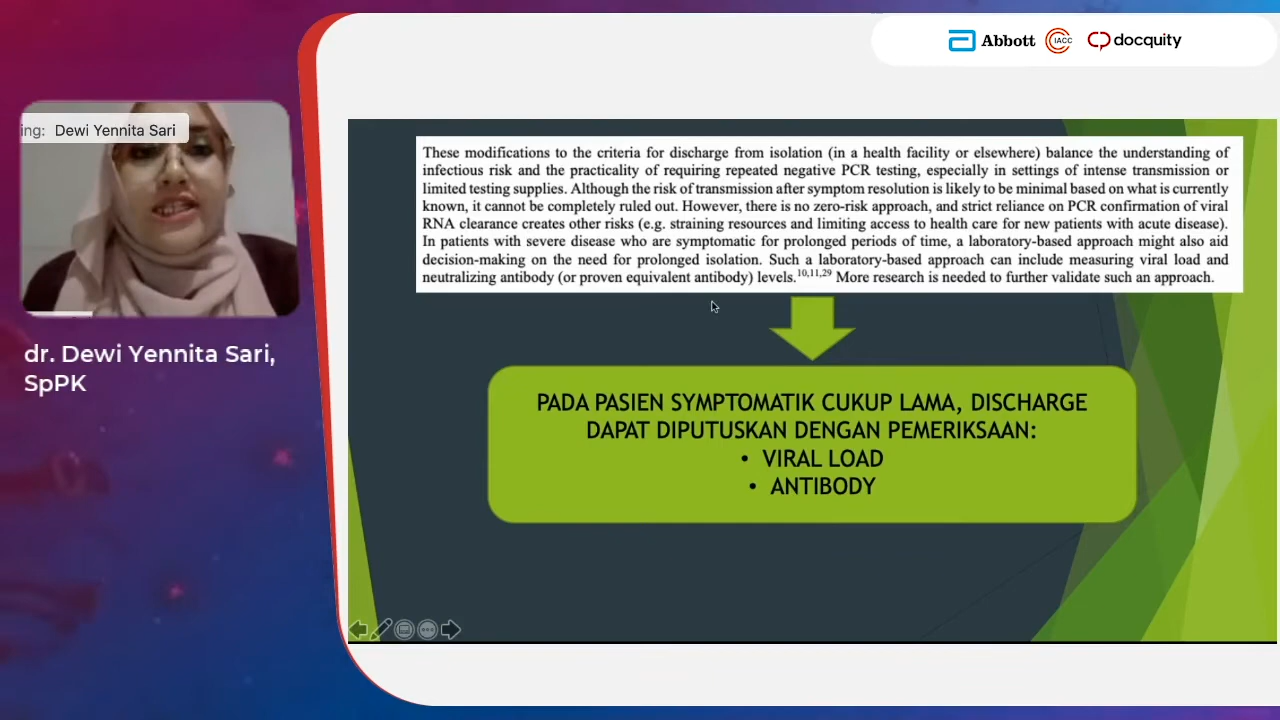 Abbott IACC docquity
ing: Dewi Yennita Sari
dr. Dewi Yennita Sari,
SpPK
These modifications to the criteria for discharge from isolation (in a health facility or elsewhere) balance the understanding of
infectious risk and the practicality of requiring repeated negative PCR testing, especially in settings of intense transmission or
limited testing supplies. Although the risk of transmission after symptom resolution is likely to be minimal based on what is currently
known, it cannot be completely ruled out. However, there is no zero-risk approach, and strict reliance on PCR confirmation of viral
RNA clearance creates other risks (e.g. straining resources and limiting access to health care for new patients with acute disease).
In patients with severe disease who are symptomatic for prolonged periods of time, a laboratory-based approach might also aid
decision-making on the need for prolonged isolation. Such a laboratory-based approach can include measuring viral load and
neutralizing antibody (or proven equivalent antibody) levels.10,11,29 More research is needed to further validate such an approach.
PADA PASIEN SYMPTOMATIK CUKUP LAMA, DISCHARGE
DAPAT DIPUTUSKAN DENGAN PEMERIKSAAN:
• VIRAL LOAD
• ANTIBODY